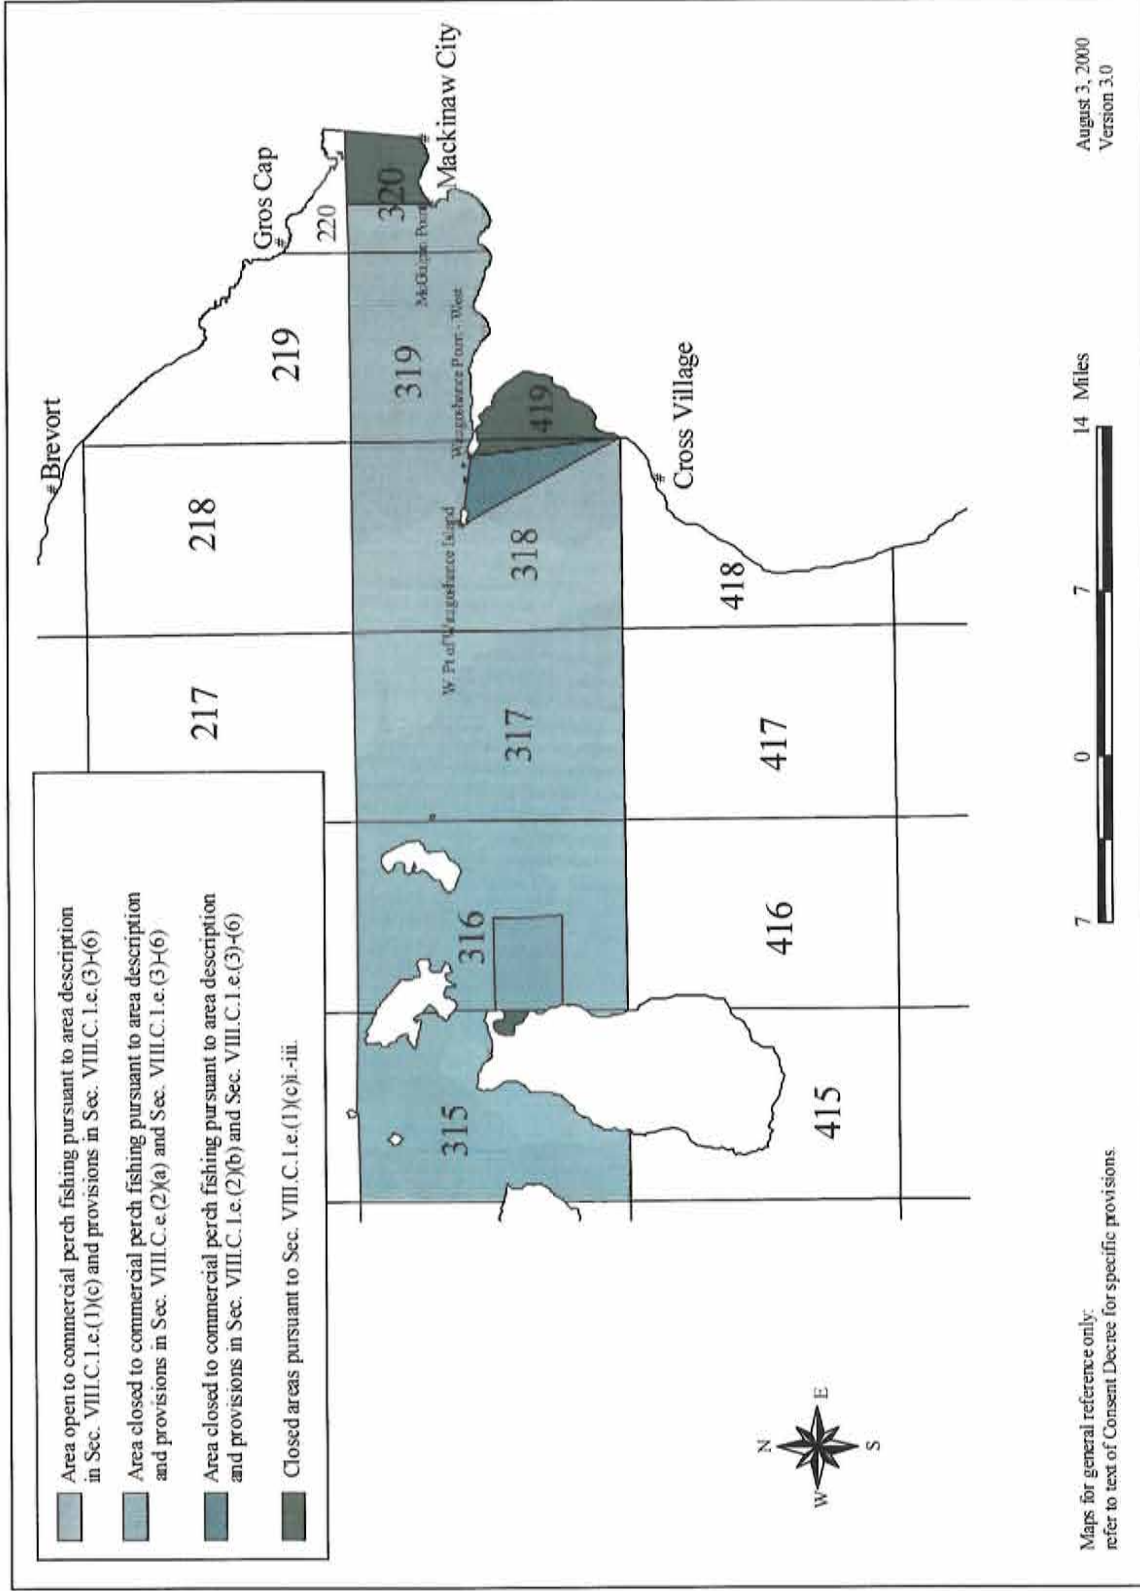 Area open to commercial perch fishing pursuant to area description
in Sec. VIII.C.1.e.(1)(c) and provisions in Sec. VIII.C.1.e.(3)-(6)
Area closed to commercial perch fishing pursuant to area description
and provisions in Sec. VIII.C.e.(2)(a) and Sec. VIII.C.1.e.(3)-(6)
Area closed to commercial perch fishing pursuant to area description
and provisions in Sec. VIII.C.1.e.(2)(b) and Sec. VIII.C.1.e.(3)-(6)
Closed areas pursuant to Sec. VIII.C.1.e.(1)(c)i.-iii.
Brevort
Gros Cap
217
218
219
220
315
316
317
318
319
320
McGulpin Point
Mackinaw City
W. Pt of Waugoshance Island
Waugoshance Point - West
419
Cross Village
415
416
417
418
N
W
E
S
7
0
7
14 Miles
Maps for general reference only:
refer to text of Consent Decree for specific provisions.
August 3, 2000
Version 3.0